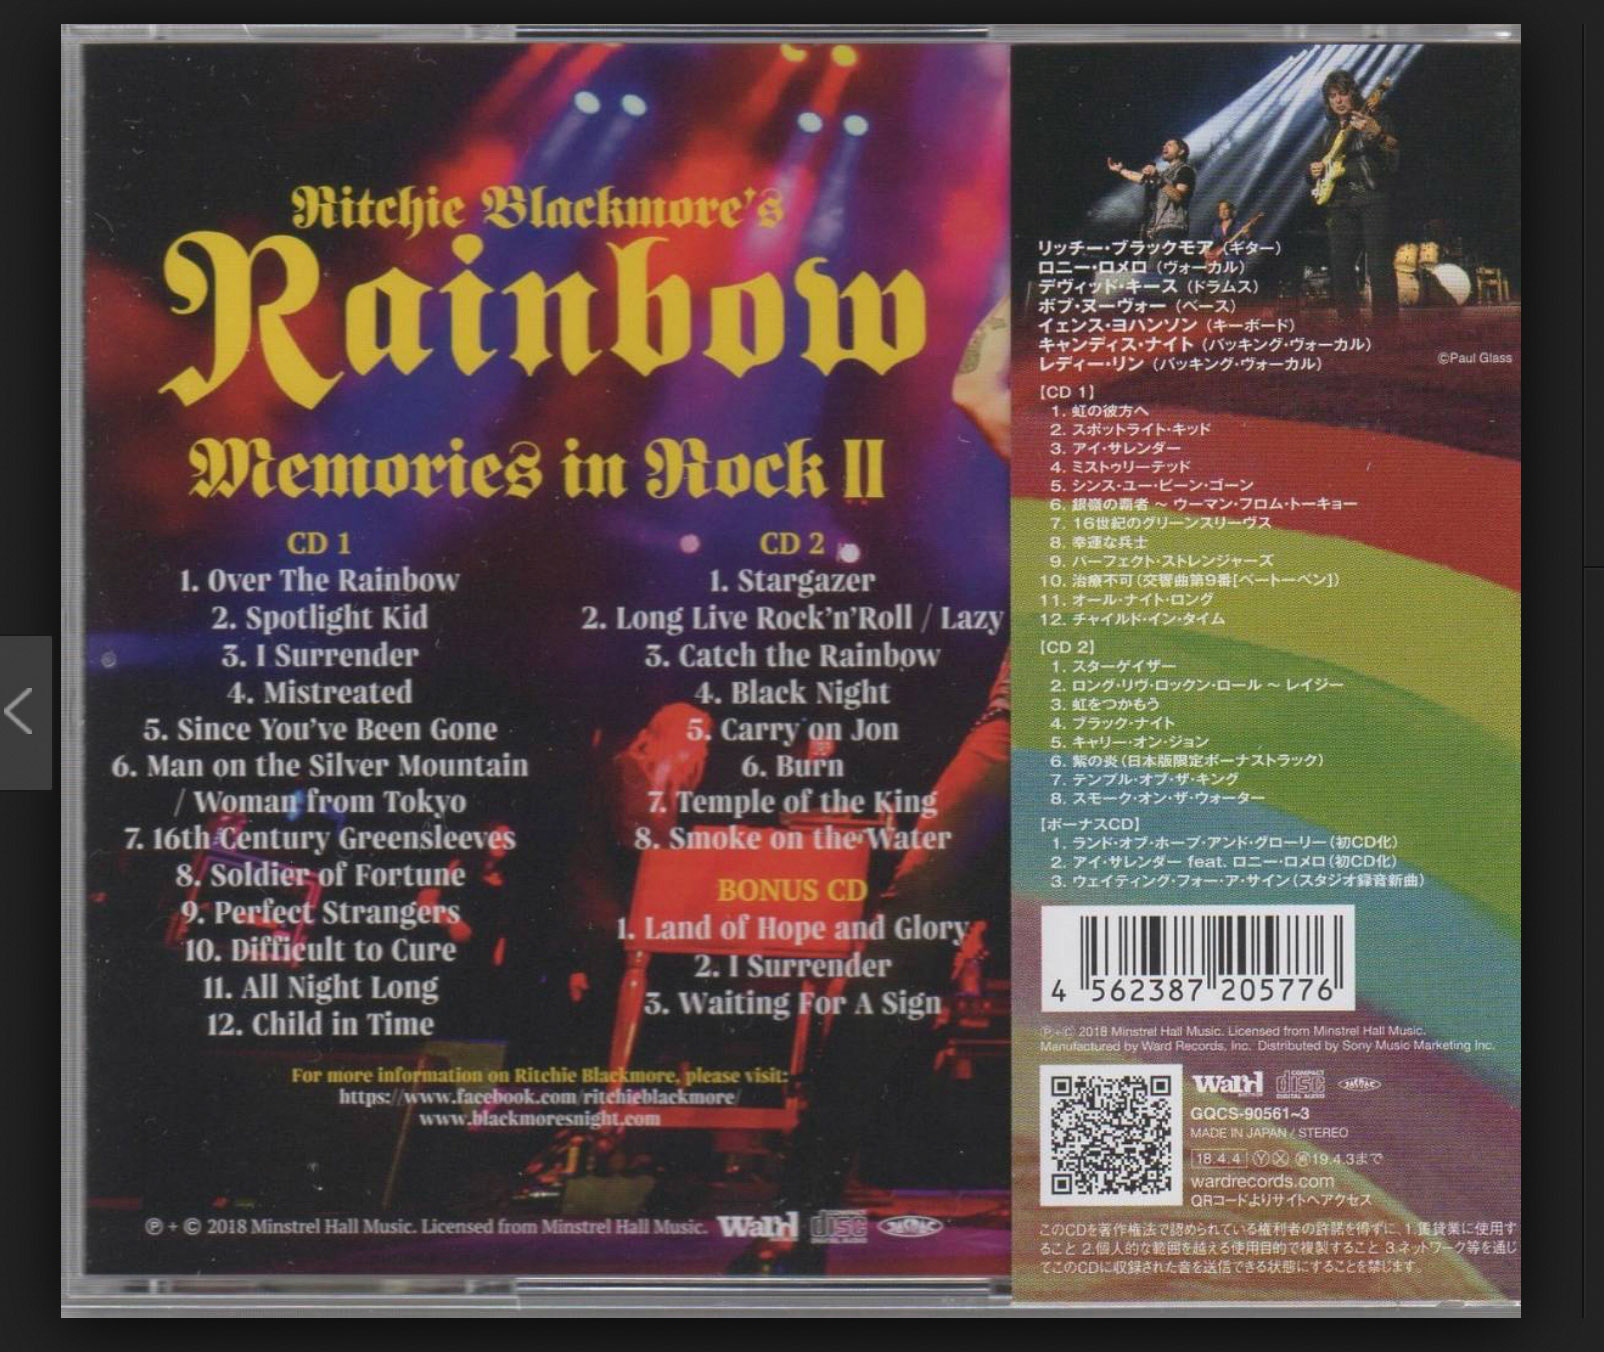 Ritchie Blackmore's
Rainbow
Memories in Rock II
CD 1
1. Over The Rainbow
2. Spotlight Kid
3. I Surrender
4. Mistreated
5. Since You've Been Gone
6. Man on the Silver Mountain
/ Woman from Tokyo
7. 16th Century Greensleeves
8. Soldier of Fortune
9. Perfect Strangers
10. Difficult to Cure
11. All Night Long
12. Child in Time
CD 2
1. Stargazer
2. Long Live Rock'n'Roll / Lazy
3. Catch the Rainbow
4. Black Night
5. Carry on Jon
6. Burn
7. Temple of the King
8. Smoke on the Water
BONUS CD
1. Land of Hope and Glory
2. I Surrender
3. Waiting For A Sign
For more information on Ritchie Blackmore, please visit:
https://www.facebook.com/ritchieblackmore/
www.blackmoresnight.com
Ⓟ + © 2018 Minstrel Hall Music. Licensed from Minstrel Hall Music. Ward disc DIGITAL AUDIO JASRAC
リッチー・ブラックモア（ギター）
ロニー・ロメロ（ヴォーカル）
デヴィッド・キース（ドラムス）
ボブ・ヌーヴォー（ベース）
イェンス・ヨハンソン（キーボード）
キャンディス・ナイト（バッキング・ヴォーカル）
レディー・リン（バッキング・ヴォーカル）
©Paul Glass
【CD 1】
1. 虹の彼方へ
2. スポットライト・キッド
3. アイ・サレンダー
4. ミストゥリーテッド
5. シンス・ユー・ビーン・ゴーン
6. 銀嶺の覇者 ～ ウーマン・フロム・トーキョー
7. 16世紀のグリーンスリーヴス
8. 幸運な兵士
9. パーフェクト・ストレンジャーズ
10. 治療不可（交響曲第9番[ベートーベン]）
11. オール・ナイト・ロング
12. チャイルド・イン・タイム
【CD 2】
1. スターゲイザー
2. ロング・リヴ・ロックン・ロール ～ レイジー
3. 虹をつかもう
4. ブラック・ナイト
5. キャリー・オン・ジョン
6. 紫の炎（日本版限定ボーナストラック）
7. テンプル・オブ・ザ・キング
8. スモーク・オン・ザ・ウォーター
【ボーナスCD】
1. ランド・オブ・ホープ・アンド・グローリー（初CD化）
2. アイ・サレンダー feat. ロニー・ロメロ（初CD化）
3. ウェイティング・フォー・ア・サイン（スタジオ録音新曲）
4 562387 205776
Ⓟ+© 2018 Minstrel Hall Music. Licensed from Minstrel Hall Music.
Manufactured by Ward Records, Inc. Distributed by Sony Music Marketing Inc.
Ward COMPACT disc DIGITAL AUDIO JASRAC
GQCS-90561~3
MADE IN JAPAN / STEREO
18.4.4 Ⓨ Ⓧ 19.4.3まで
wardrecords.com
QRコードよりサイトへアクセス
このCDを著作権法で認められている権利者の許諾を得ずに、1.賃貸業に使用す
ること 2.個人的な範囲を越える使用目的で複製すること 3.ネットワーク等を通じ
てこのCDに収録された音を送信できる状態にすることを禁じます。